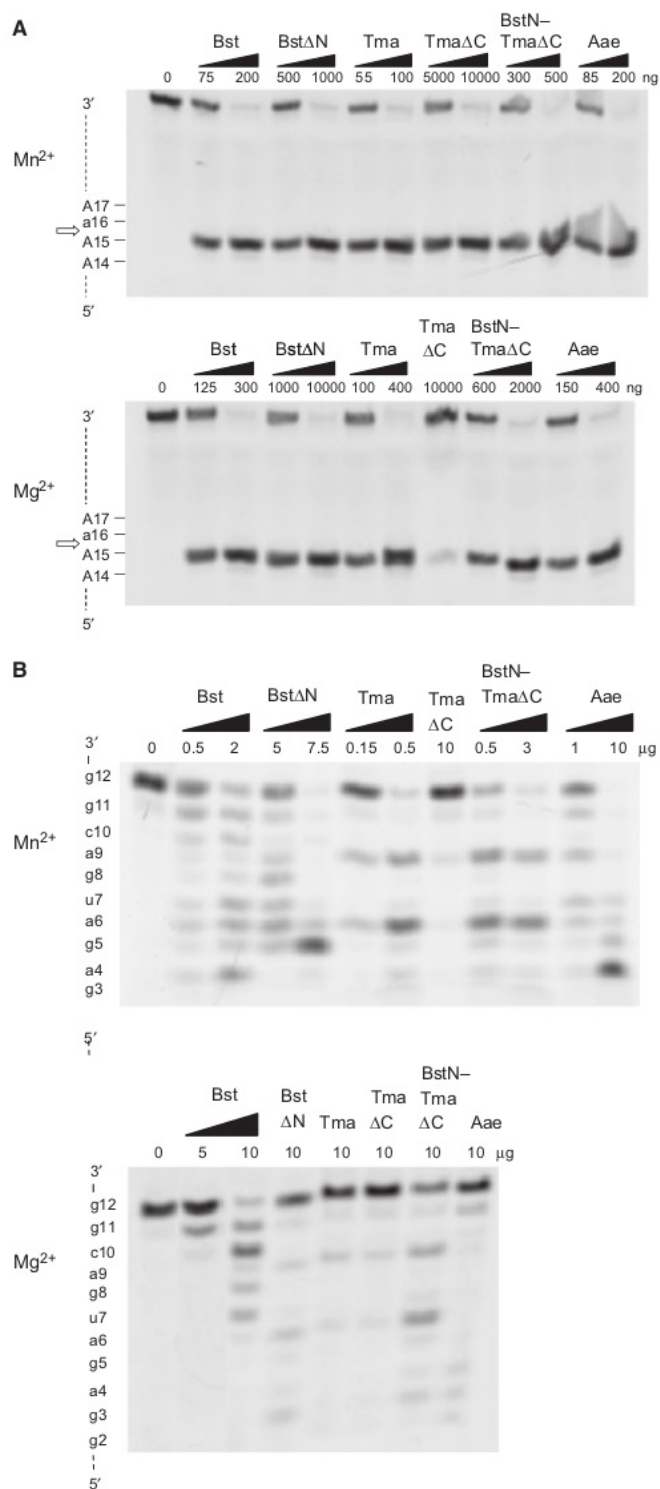 A
BstN–
Bst BstΔN Tma TmaΔC TmaΔC Aae
0 75 200 500 1000 55 100 5000 10000 300 500 85 200 ng
3′
Mn2+
A17
a16
A15
A14
5′
Tma BstN–
Bst BstΔN Tma ΔC TmaΔC Aae
0 125 300 1000 10000 100 400 10000 600 2000 150 400 ng
3′
Mg2+
A17
a16
A15
A14
5′
B
BstN–
Bst BstΔN Tma Tma ΔC TmaΔC Aae
0 0.5 2 5 7.5 0.15 0.5 10 0.5 3 1 10 μg
3′
g12
g11
c10
Mn2+
a9
g8
u7
a6
g5
a4
g3
5′
BstN–
Bst Bst Tma Tma
ΔN Tma ΔC ΔC Aae
0 5 10 10 10 10 10 10 μg
3′
g12
g11
c10
Mg2+
a9
g8
u7
a6
g5
a4
g3
g2
5′